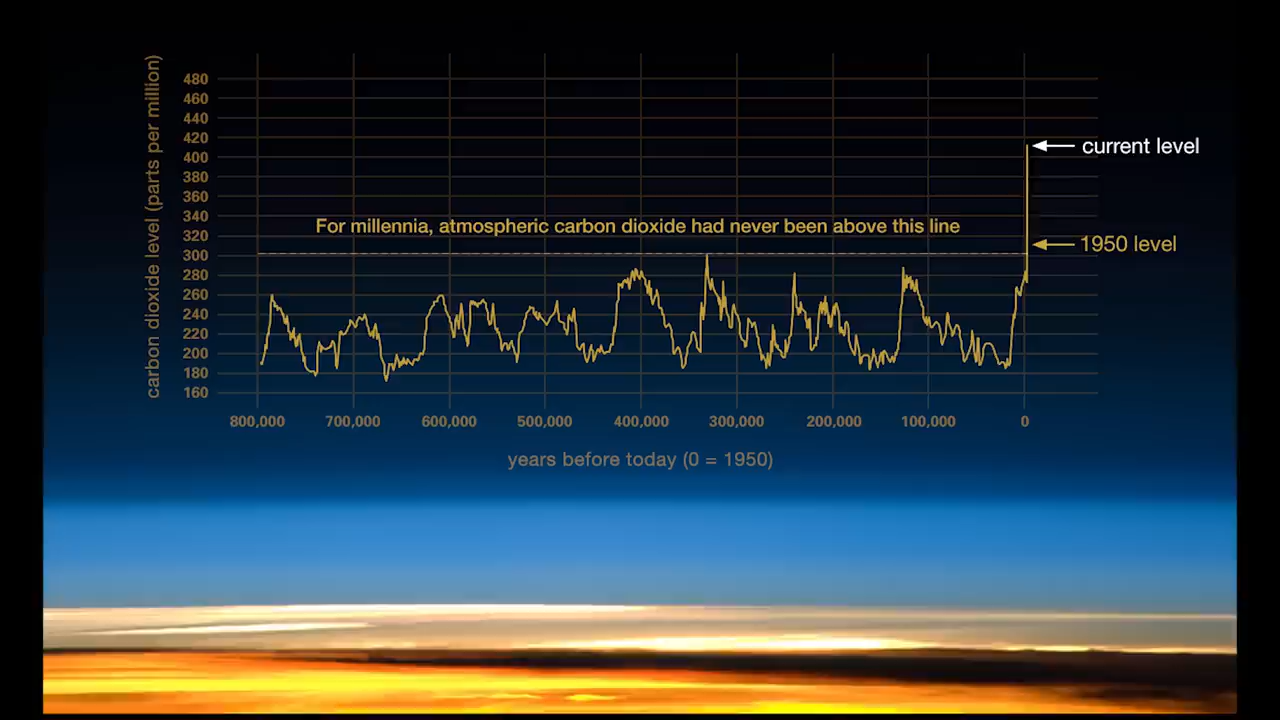 carbon dioxide level (parts per million)
480
460
440
420
400
380
360
340
320
300
280
260
240
220
200
180
160
current level
For millennia, atmospheric carbon dioxide had never been above this line
1950 level
800,000 700,000 600,000 500,000 400,000 300,000 200,000 100,000 0
years before today (0 = 1950)